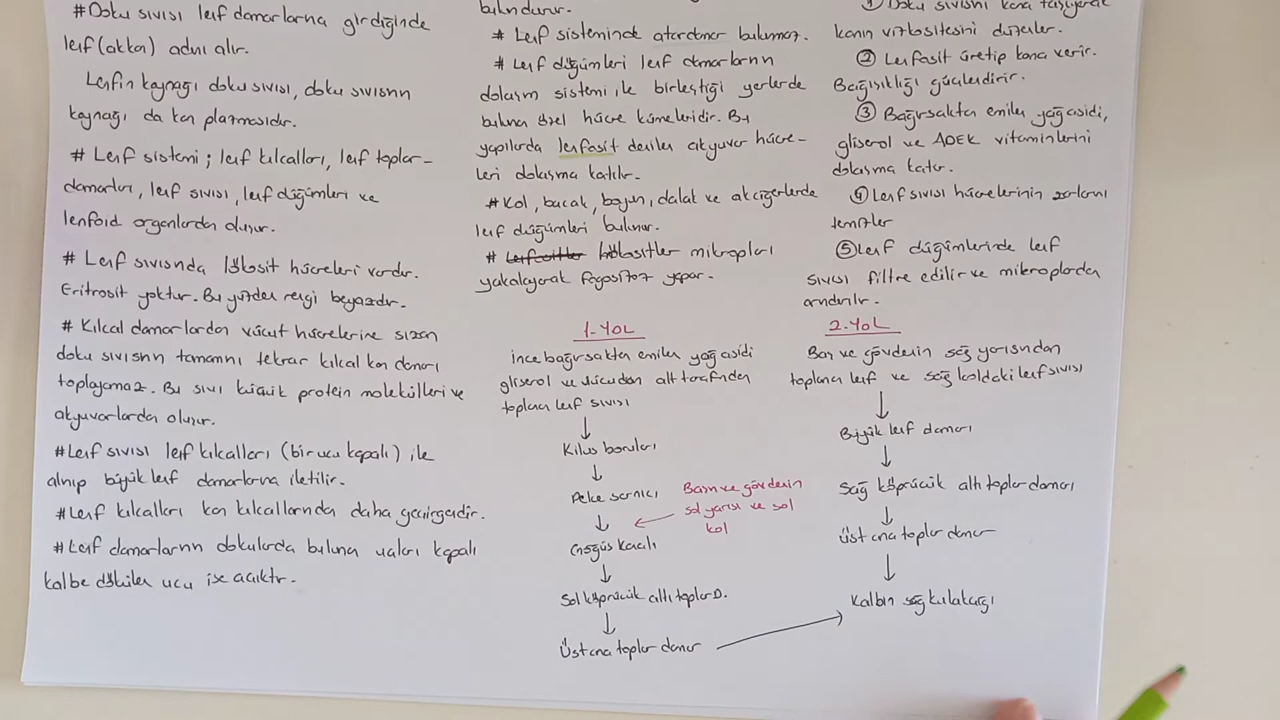 #Doku sıvısı lenf damarlarına girdiğinde
lenf(akkan) adını alır.
Lenfin kaynağı doku sıvısı, doku sıvısının
kaynağı da kan plazmasıdır.
# Lenf sistemi; lenf kılcalları, lenf toplar-
damarları, lenf sıvısı, lenf düğümleri ve
lenfoid organlardan oluşur.
# Lenf sıvısında lökosit hücreleri vardır.
Eritrosit yoktur. Bu yüzden rengi beyazdır.
# Kılcal damarlardan vücut hücrelerine sızan
doku sıvısının tamamını tekrar kılcal kan damarı
toplayamaz. Bu sıvı küçük protein molekülleri ve
akyuvarlardan oluşur.
#Lenf sıvısı lenf kılcalları (bir ucu kapalı) ile
alınıp büyük lenf damarlarına iletilir.
#Lenf kılcalları kan kılcallarından daha geçirgendir.
#Lenf damarlarının dokularda bulunan uçları kapalı
kalbe dökülen ucu ise açıktır.
bulundurur.
# Lenf sisteminde atardamar bulunmaz.
# Lenf düğümleri lenf damarlarının
dolaşım sistemi ile birleştiği yerlerde
bulunan özel hücre kümeleridir. Bu
yapılarda lenfosit denilen akyuvar hücre-
leri dolaşıma katılır.
#Kol, bacak, boyun, dalak ve akciğerlerde
lenf düğümleri bulunur.
# lökositler mikropları
yakalayarak fagositoz yapar.
1-YOL
İnce bağırsaktan emilen yağ asidi
gliserol ve vücudun alt tarafından
toplanan lenf sıvısı
↓
Kilus boruları
↓
Peke sarnıcı
↓
Göğüs Kanalı
↓
Sol köprücük altı toplar D.
↓
Üst ana toplar damar
Başın ve gövdenin
sol yarısı ve sol
kol
① Doku sıvısını kana taşıyarak
kanın vizkositesini düzenler.
② Lenfosit üretip kana verir.
Bağışıklığı güçlendirir.
③ Bağırsaktan emilen yağ asidi,
gliserol ve ADEK vitaminlerini
dolaşıma katar.
④ Lenf sıvısı hücrelerinin zarlarını
temizler
⑤ Lenf düğümlerinde lenf
sıvısı filtre edilir ve mikroplardan
arındırılır.
2.YOL
Baş ve gövdenin sağ yarısından
toplanan lenf ve sağ koldaki lenf sıvısı
↓
Büyük lenf damarı
↓
Sağ köprücük altı toplar damarı
↓
Üst ana toplar damar
↓
Kalbin sağ kulakçığı